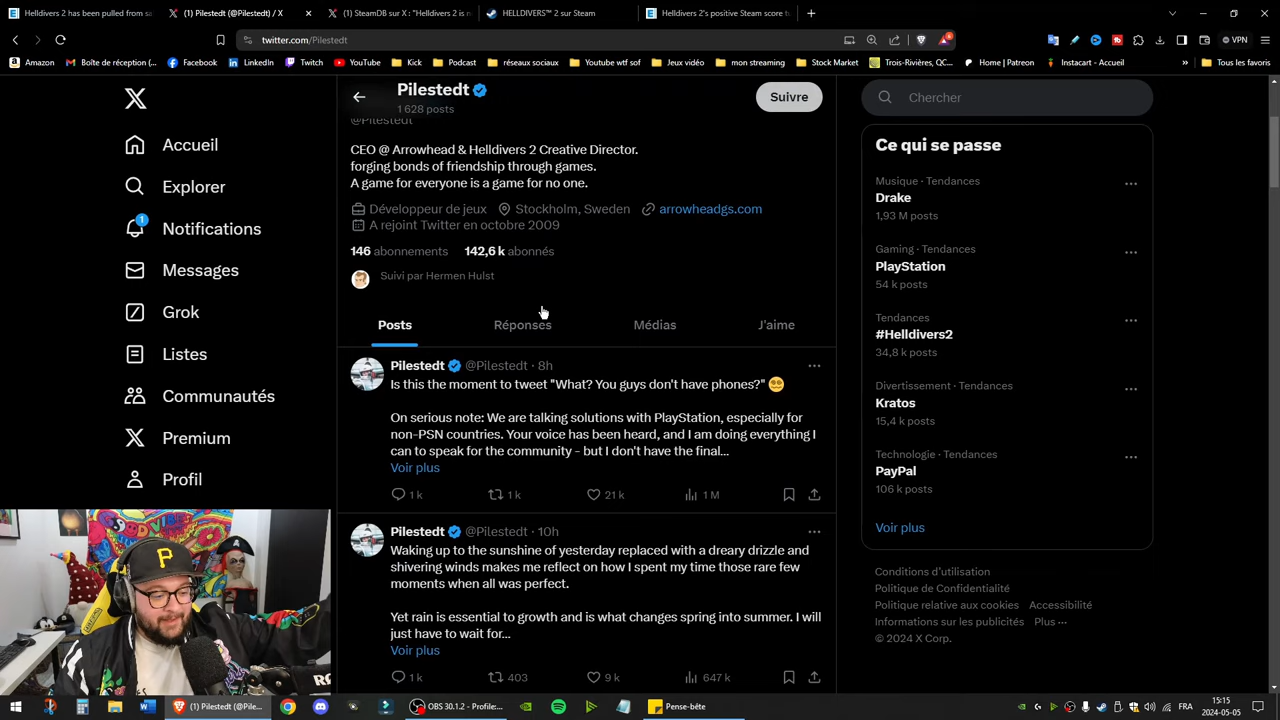 Helldivers 2 has been pulled from sa
(1) Pilestedt (@Pilestedt) / X
(1) SteamDB sur X : "Helldivers 2 is n
HELLDIVERS™ 2 sur Steam
Helldivers 2's positive Steam score t
twitter.com/Pilestedt
VPN
Amazon
Boîte de réception (...
Facebook
LinkedIn
Twitch
YouTube
Kick
Podcast
réseaux sociaux
Youtube wtf sof
Jeux vidéo
mon streaming
Stock Market
Trois-Rivières, QC...
Home | Patreon
Instacart - Accueil
Tous les favoris
Pilestedt
1 628 posts
Suivre
Chercher
@Pilestedt
CEO @ Arrowhead & Helldivers 2 Creative Director.
forging bonds of friendship through games.
A game for everyone is a game for no one.
Développeur de jeux
Stockholm, Sweden
arrowheadgs.com
A rejoint Twitter en octobre 2009
146 abonnements
142,6 k abonnés
Suivi par Hermen Hulst
Posts
Réponses
Médias
J'aime
Accueil
Explorer
1
Notifications
Messages
Grok
Listes
Communautés
Premium
Profil
Pilestedt @Pilestedt · 8h
Is this the moment to tweet "What? You guys don't have phones?"
On serious note: We are talking solutions with PlayStation, especially for
non-PSN countries. Your voice has been heard, and I am doing everything I
can to speak for the community - but I don't have the final...
Voir plus
1 k
1 k
21 k
1 M
Pilestedt @Pilestedt · 10h
Waking up to the sunshine of yesterday replaced with a dreary drizzle and
shivering winds makes me reflect on how I spent my time those rare few
moments when all was perfect.
Yet rain is essential to growth and is what changes spring into summer. I will
just have to wait for...
Voir plus
1 k
403
9 k
647 k
Ce qui se passe
Musique · Tendances
Drake
1,93 M posts
Gaming · Tendances
PlayStation
54 k posts
Tendances
#Helldivers2
34,8 k posts
Divertissement · Tendances
Kratos
15,4 k posts
Technologie · Tendances
PayPal
106 k posts
Voir plus
Conditions d'utilisation
Politique de Confidentialité
Politique relative aux cookies
Accessibilité
Informations sur les publicités
Plus ···
© 2024 X Corp.
(1) Pilestedt (@Pile...
OBS 30.1.2 - Profile:...
Pense-bête
FRA
15:15
2024-05-05